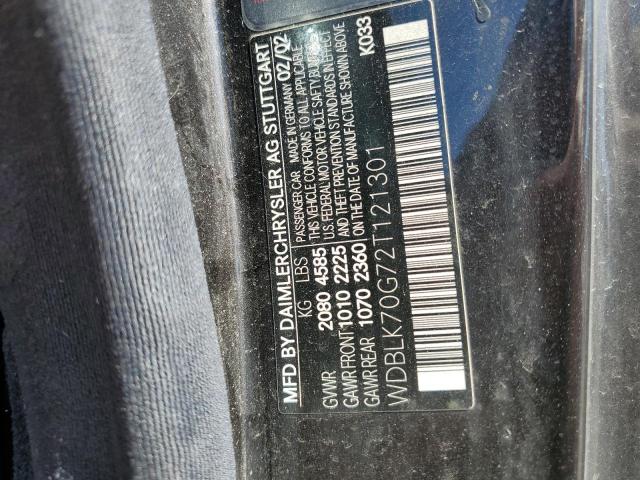 MFD BY DAIMLERCHRYSLER AG STUTTGART
KG LBS PASSENGER CAR MADE IN GERMANY 02/02
GVWR 2080 4585 THIS VEHICLE CONFORMS TO ALL APPLICABLE
U.S. FEDERAL MOTOR VEHICLE SAFETY BUMPER
GAWR FRONT 1010 2225 AND THEFT PREVENTION STANDARDS IN EFFECT
GAWR REAR 1070 2360 ON THE DATE OF MANUFACTURE SHOWN ABOVE
WDBLK70G72T121301 K033